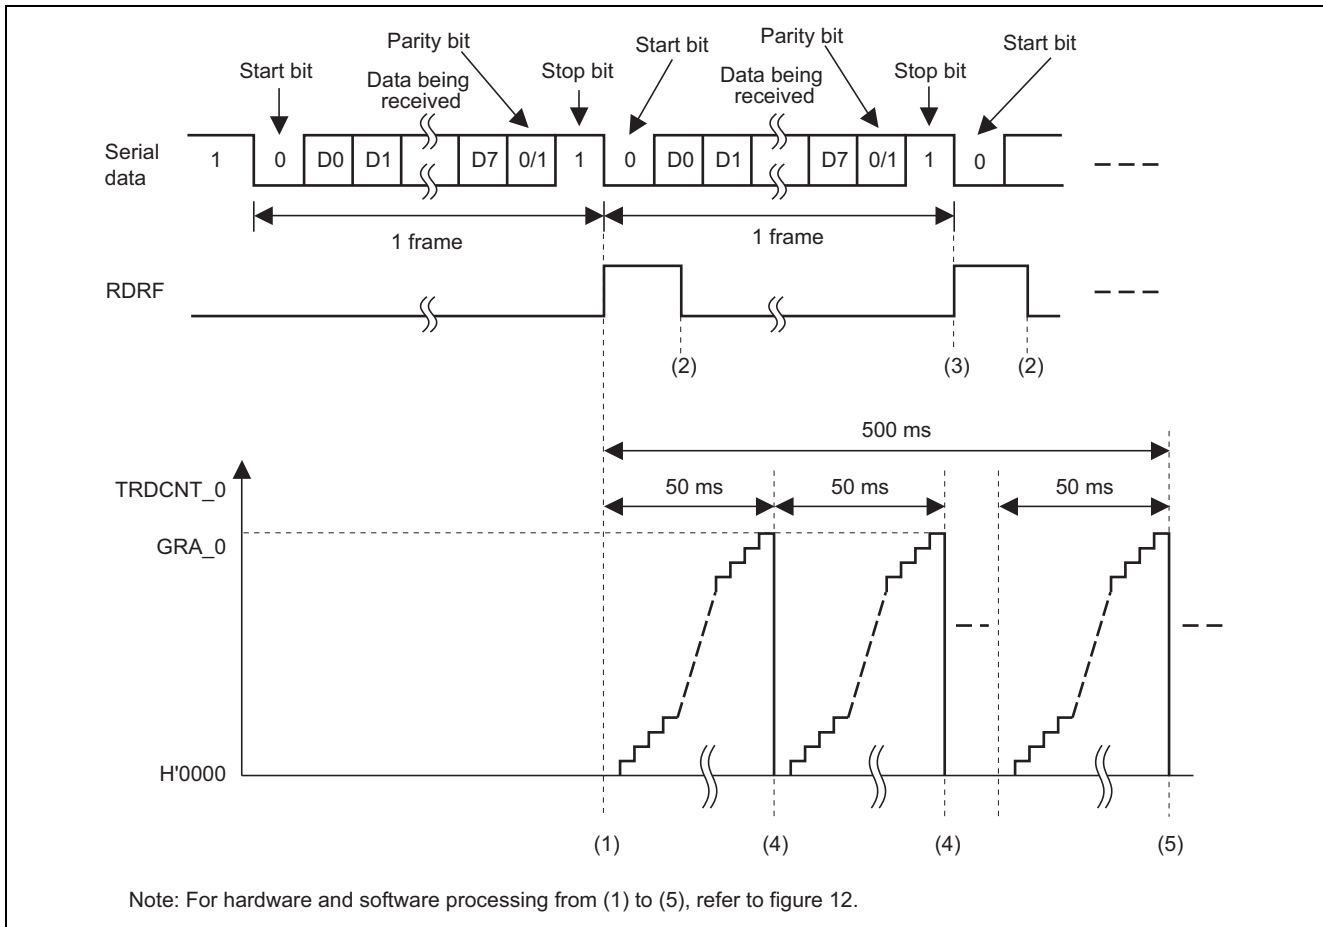 Parity bit
Start bit
Parity bit
Start bit
Start bit
Data being
received
Stop bit
Data being
received
Stop bit
Serial
data
1 0 D0 D1 D7 0/1 1 0 D0 D1 D7 0/1 1 0
1 frame
1 frame
RDRF
(2)
(3)
(2)
500 ms
TRDCNT_0
50 ms
50 ms
50 ms
GRA_0
H'0000
(1)
(4)
(4)
(5)
Note: For hardware and software processing from (1) to (5), refer to figure 12.